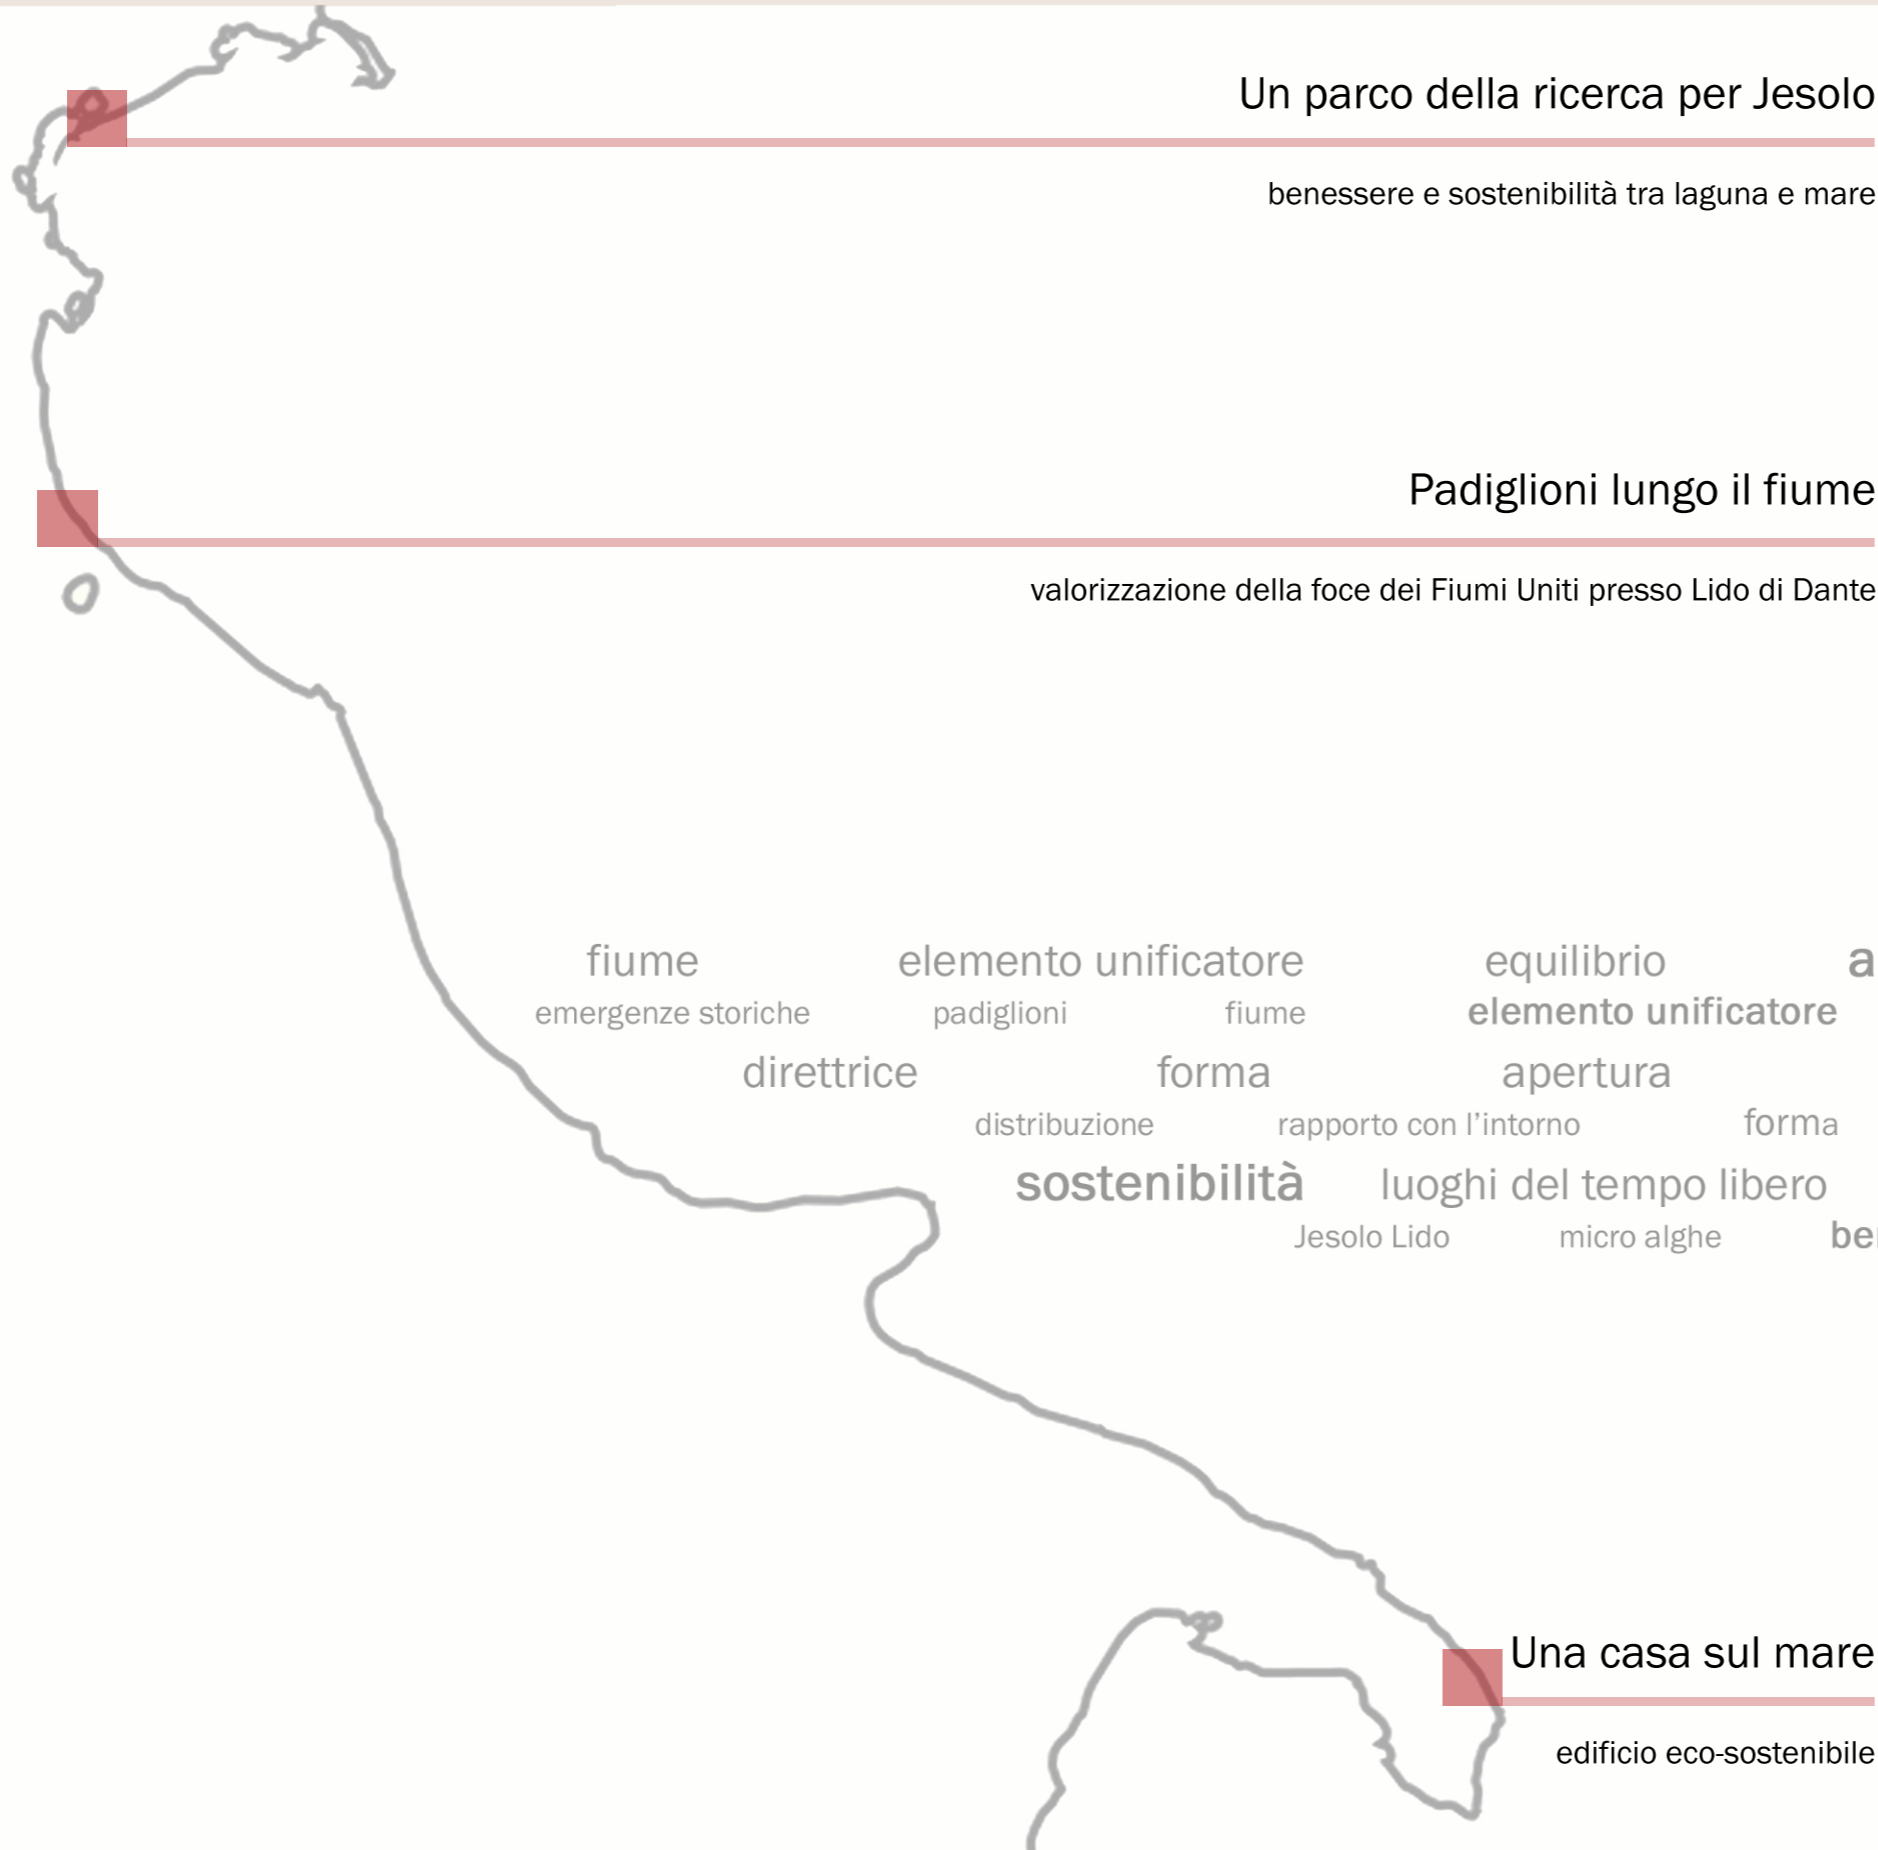 Un parco della ricerca per Jesolo
benessere e sostenibilità tra laguna e mare
Padiglioni lungo il fiume
valorizzazione della foce dei Fiumi Uniti presso Lido di Dante
fiume elemento unificatore equilibrio a
emergenze storiche padiglioni fiume elemento unificatore
direttrice forma apertura
distribuzione rapporto con l’intorno forma
sostenibilità luoghi del tempo libero
Jesolo Lido micro alghe
Una casa sul mare
edificio eco-sostenibile